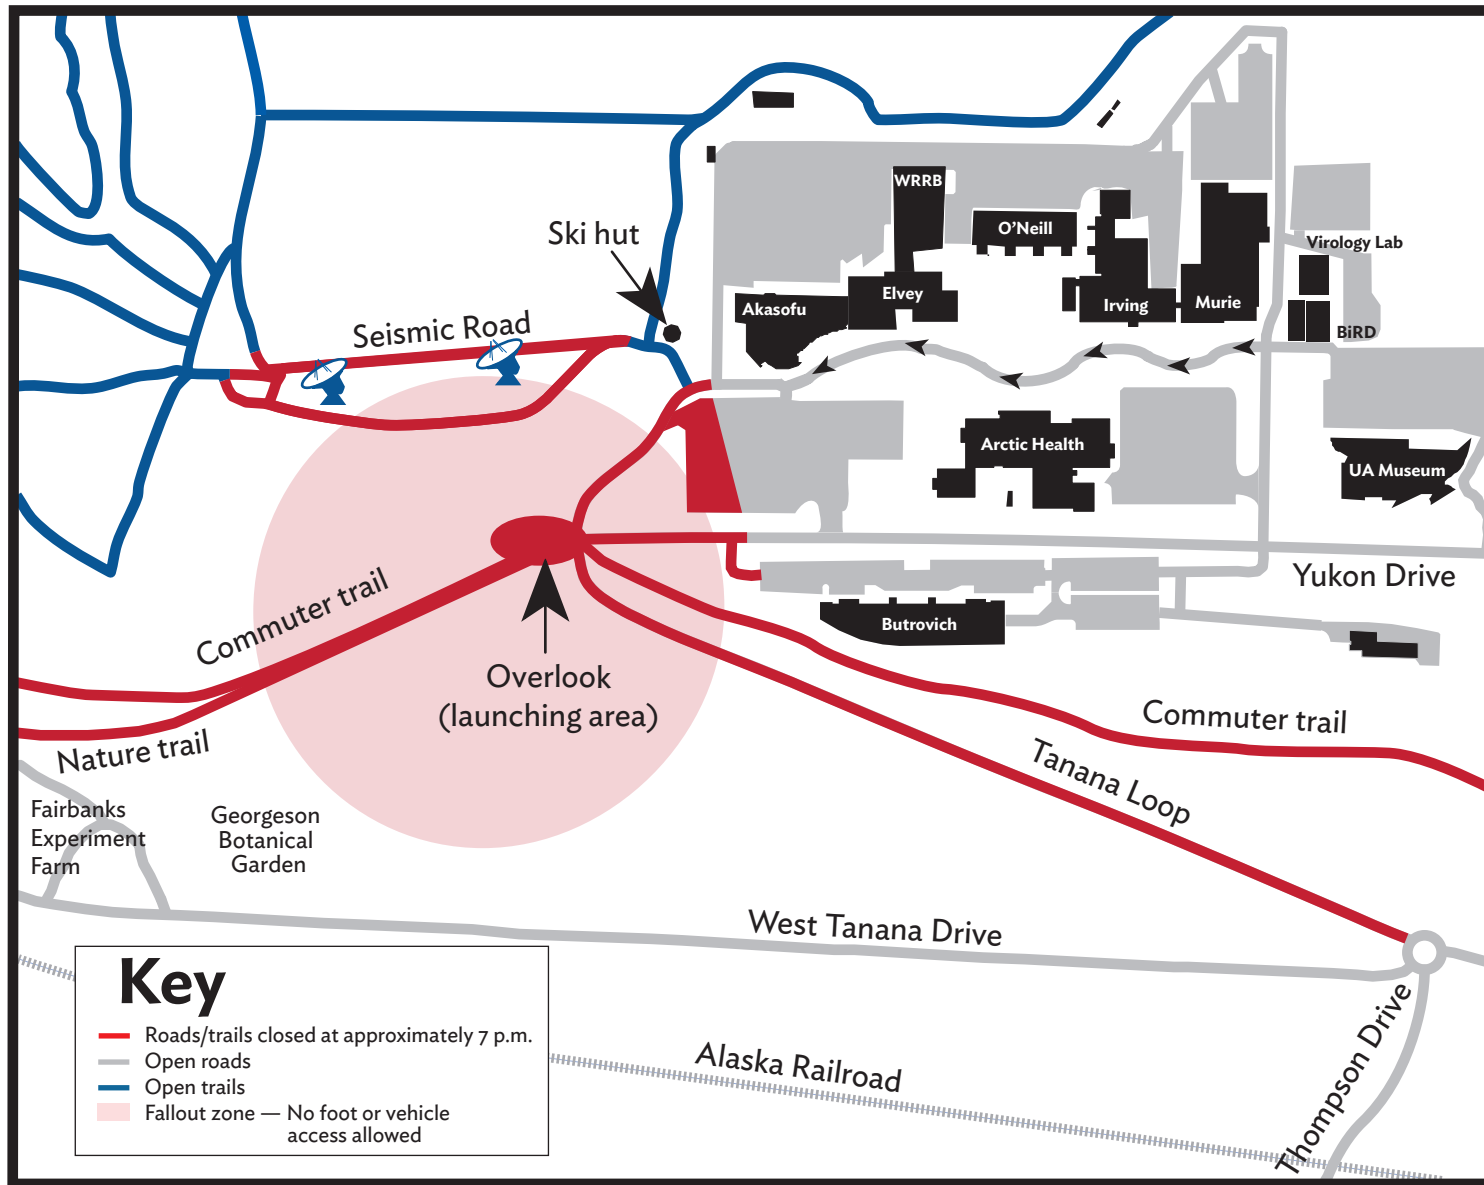 WRRB
O'Neill
Ski hut
Virology Lab
Elvey
Akasofu
Irving
Murie
Seismic Road
BiRD
Arctic Health
UA Museum
Yukon Drive
Commuter trail
Butrovich
Overlook
(launching area)
Commuter trail
Nature trail
Tanana Loop
Fairbanks
Experiment
Farm
Georgeson
Botanical
Garden
West Tanana Drive
Key
Roads/trails closed at approximately 7 p.m.
Open roads
Open trails
Fallout zone — No foot or vehicle
access allowed
Alaska Railroad
Thompson Drive